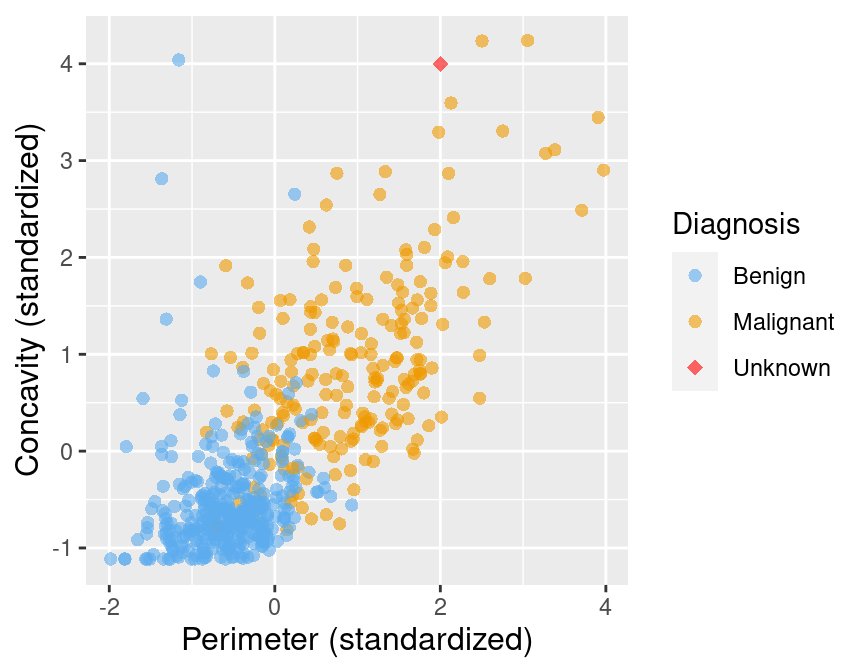 Concavity (standardized)
4
3
2
1
0
-1
-2
0
2
4
Perimeter (standardized)
Diagnosis
Benign
Malignant
Unknown